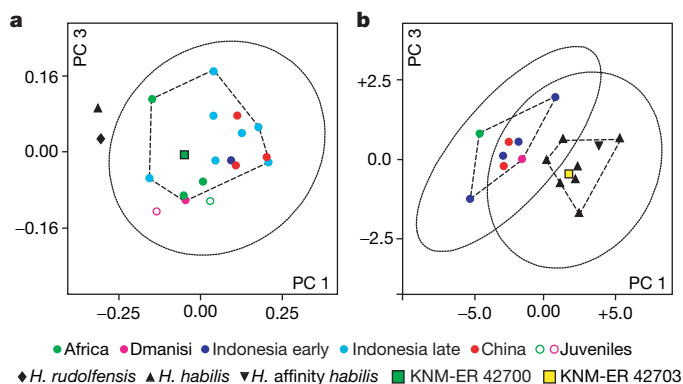 a
b
PC 3
PC 3
0.16
0.00
−0.16
+2.5
0.0
−2.5
PC 1
PC 1
−0.25
0.00
0.25
−5.0
0.00
+5.0
Africa Dmanisi Indonesia early Indonesia late China Juveniles
H. rudolfensis H. habilis H. affinity habilis KNM-ER 42700 KNM-ER 42703